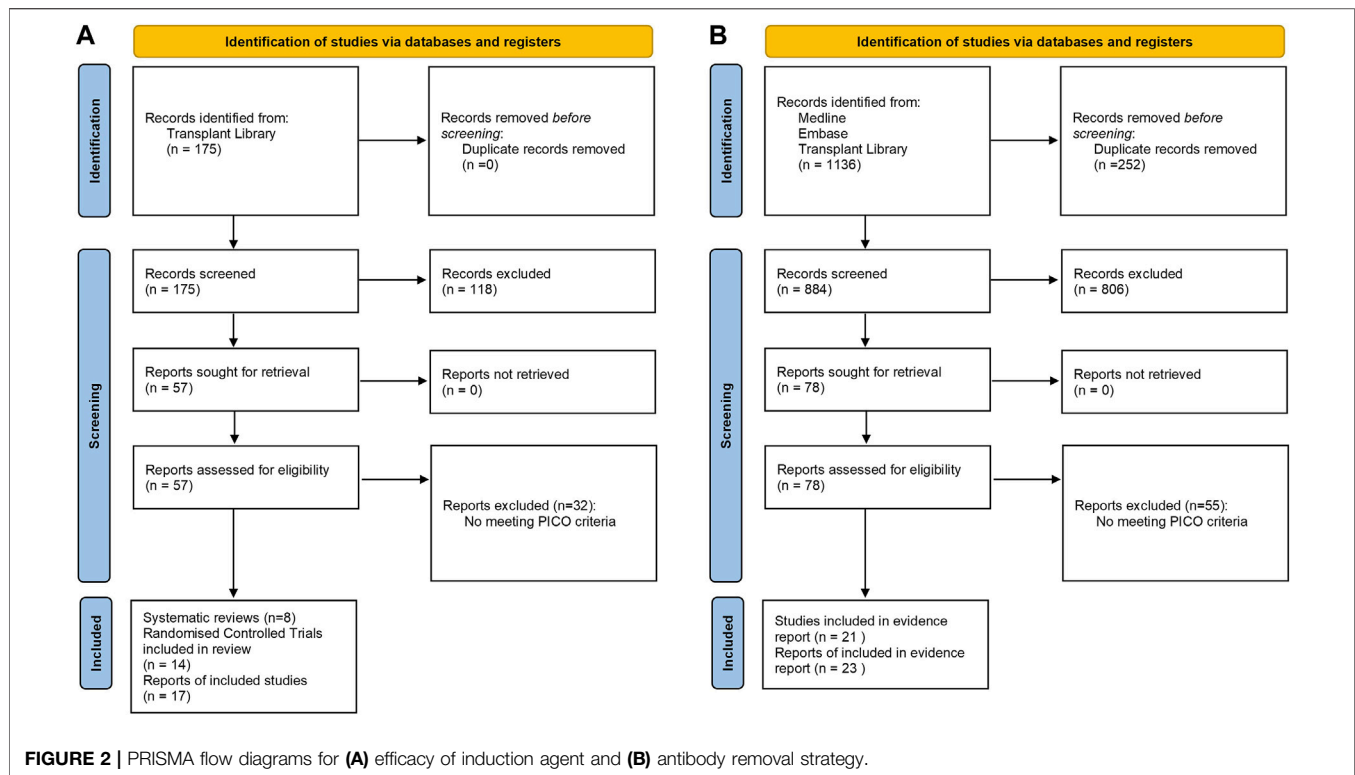 A
Identification of studies via databases and registers
Identification
Records identified from:
Transplant Library
(n = 175)
Records removed before
screening:
Duplicate records removed
(n =0)
Screening
Records screened
(n = 175)
Records excluded
(n = 118)
Reports sought for retrieval
(n = 57)
Reports not retrieved
(n = 0)
Reports assessed for eligibility
(n = 57)
Reports excluded (n=32):
No meeting PICO criteria
Included
Systematic reviews (n=8)
Randomised Controlled Trials
included in review
(n = 14)
Reports of included studies
(n = 17)
B
Identification of studies via databases and registers
Identification
Records identified from:
Medline
Embase
Transplant Library
(n = 1136)
Records removed before
screening:
Duplicate records removed
(n =252)
Screening
Records screened
(n = 884)
Records excluded
(n = 806)
Reports sought for retrieval
(n = 78)
Reports not retrieved
(n = 0)
Reports assessed for eligibility
(n = 78)
Reports excluded (n=55):
No meeting PICO criteria
Included
Studies included in evidence
report (n = 21 )
Reports of included in evidence
report (n = 23 )
FIGURE 2 | PRISMA flow diagrams for (A) efficacy of induction agent and (B) antibody removal strategy.